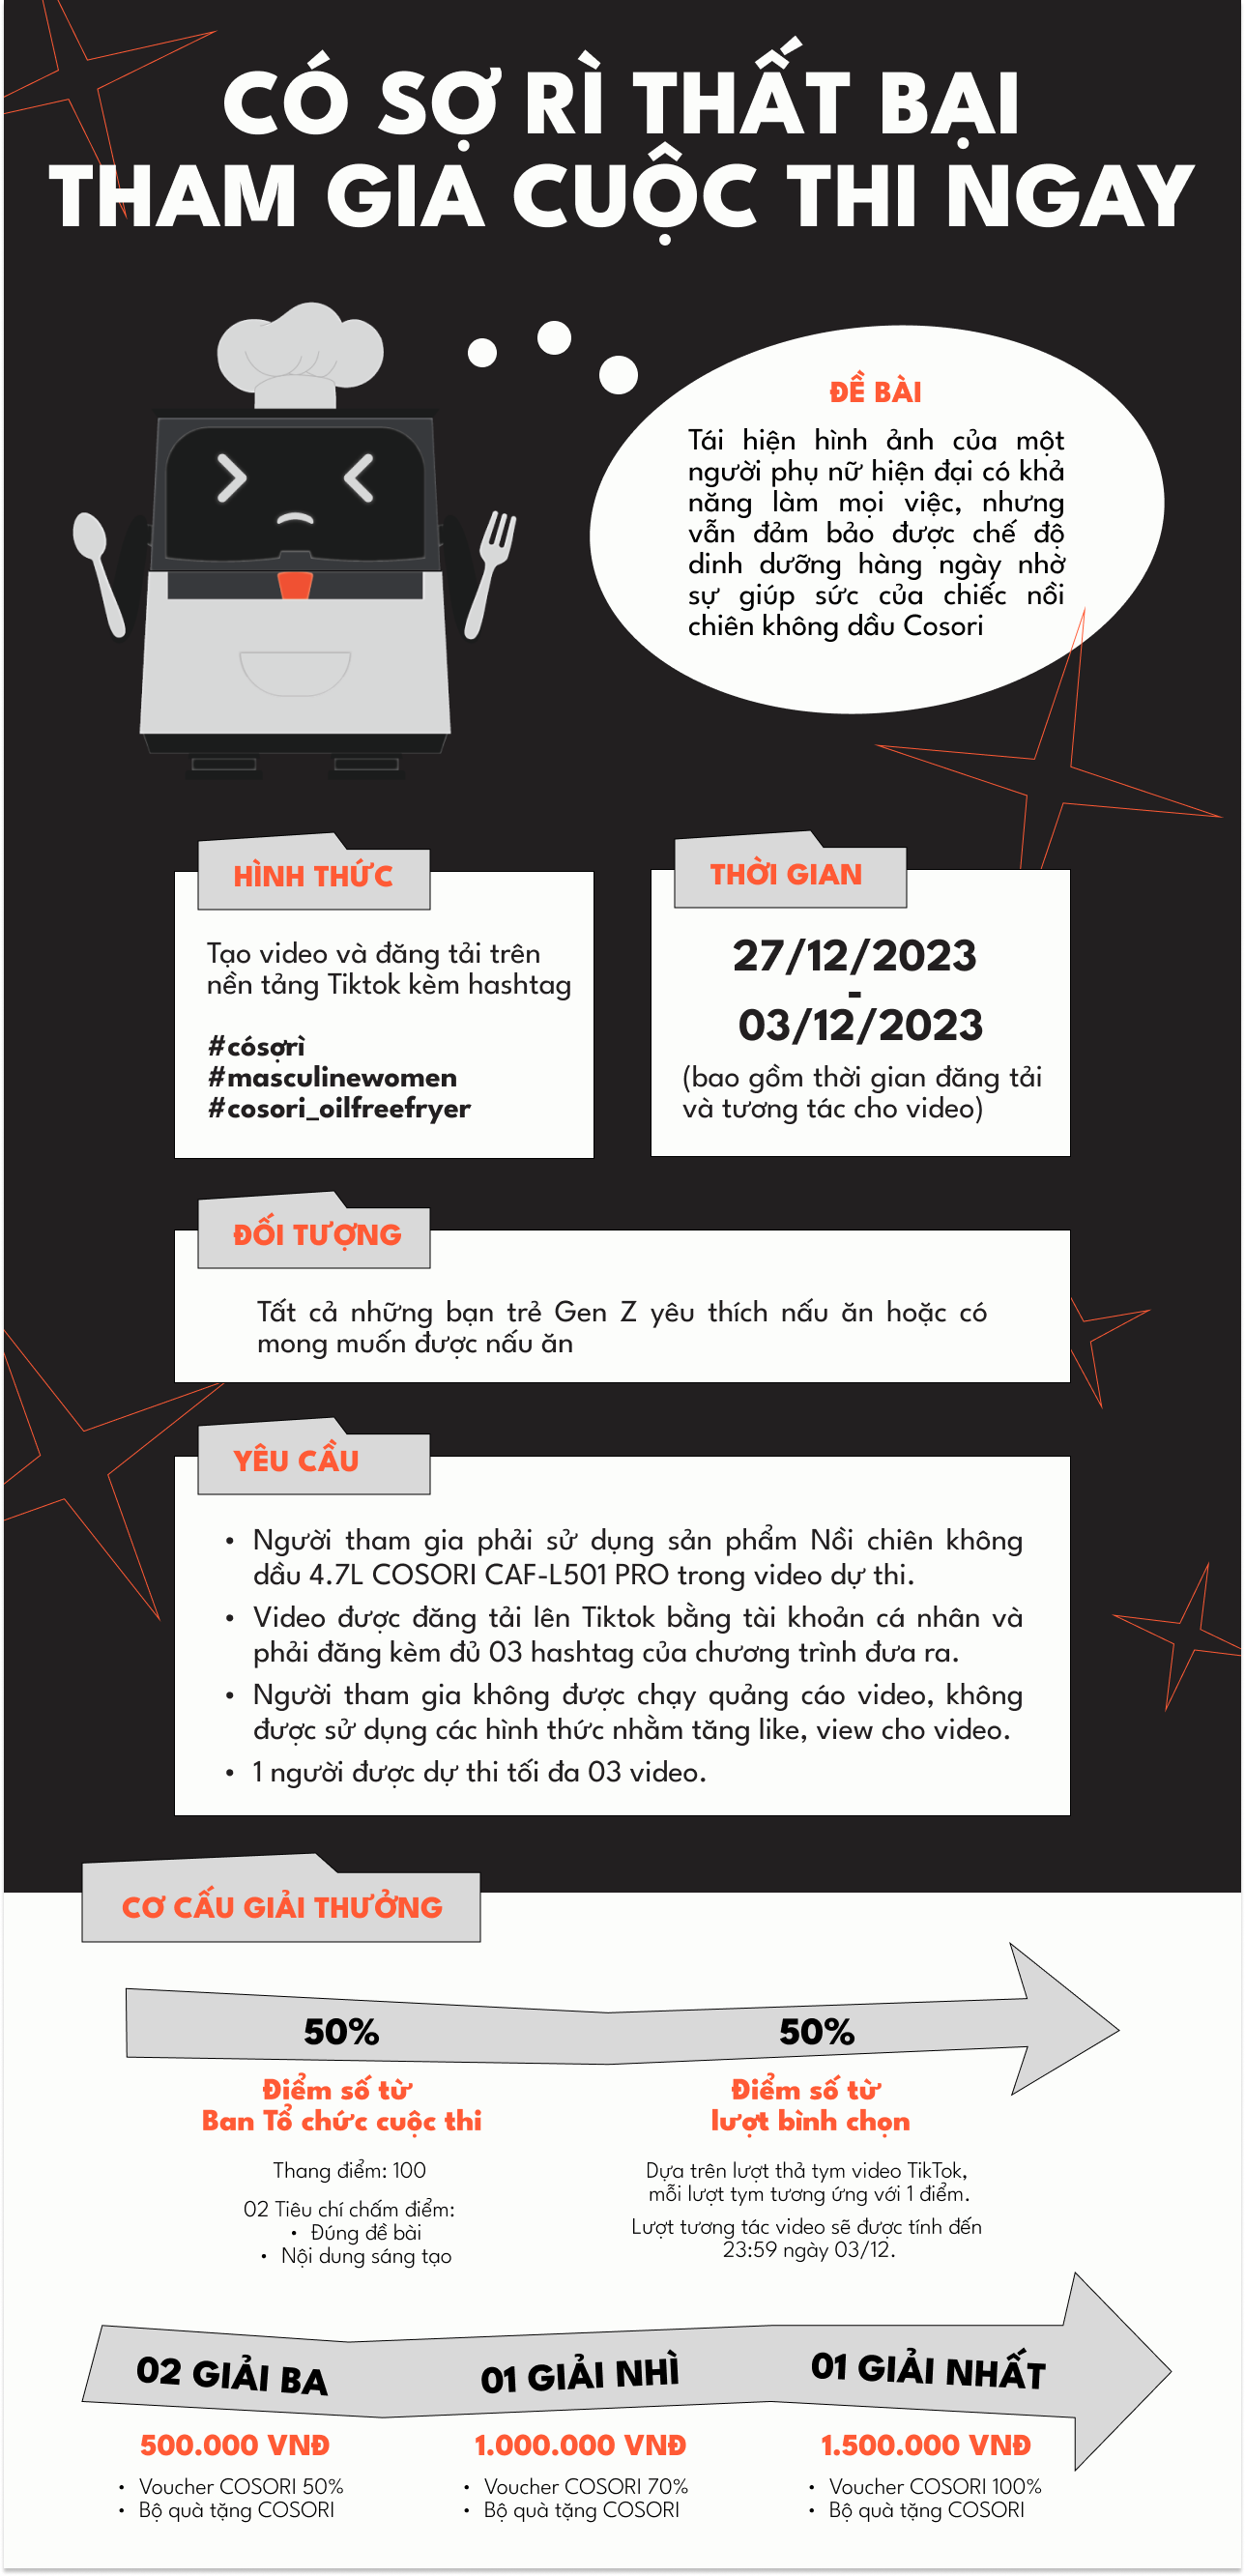 CÓ SỢ RÌ THẤT BẠI
THAM GIA CUỘC THI NGAY
ĐỀ BÀI
Tái hiện hình ảnh của một
người phụ nữ hiện đại có khả
năng làm mọi việc, nhưng
vẫn đảm bảo được chế độ
dinh dưỡng hàng ngày nhờ
sự giúp sức của chiếc nồi
chiên không dầu Cosori
HÌNH THỨC
Tạo video và đăng tải trên
nền tảng Tiktok kèm hashtag
#cósợrì
#masculinewomen
#cosori_oilfreefryer
THỜI GIAN
27/12/2023
-
03/12/2023
(bao gồm thời gian đăng tải
và tương tác cho video)
ĐỐI TƯỢNG
Tất cả những bạn trẻ Gen Z yêu thích nấu ăn hoặc có
mong muốn được nấu ăn
YÊU CẦU
• Người tham gia phải sử dụng sản phẩm Nồi chiên không
dầu 4.7L COSORI CAF-L501 PRO trong video dự thi.
• Video được đăng tải lên Tiktok bằng tài khoản cá nhân và
phải đăng kèm đủ 03 hashtag của chương trình đưa ra.
• Người tham gia không được chạy quảng cáo video, không
được sử dụng các hình thức nhằm tăng like, view cho video.
• 1 người được dự thi tối đa 03 video.
CƠ CẤU GIẢI THƯỞNG
50%
Điểm số từ
Ban Tổ chức cuộc thi
Thang điểm: 100
02 Tiêu chí chấm điểm:
• Đúng đề bài
• Nội dung sáng tạo
50%
Điểm số từ
lượt bình chọn
Dựa trên lượt thả tym video TikTok,
mỗi lượt tym tương ứng với 1 điểm.
Lượt tương tác video sẽ được tính đến
23:59 ngày 03/12.
02 GIẢI BA
500.000 VNĐ
• Voucher COSORI 50%
• Bộ quà tặng COSORI
01 GIẢI NHÌ
1.000.000 VNĐ
• Voucher COSORI 70%
• Bộ quà tặng COSORI
01 GIẢI NHẤT
1.500.000 VNĐ
• Voucher COSORI 100%
• Bộ quà tặng COSORI